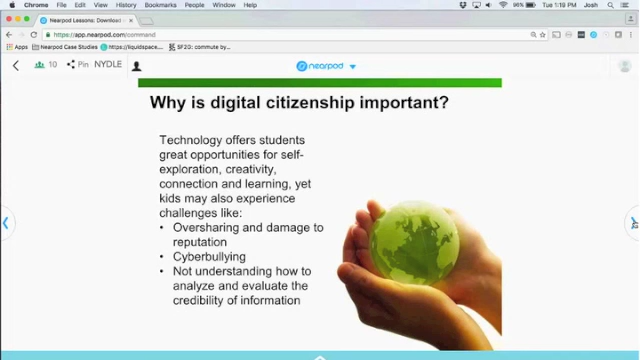 Chrome File Edit View History Bookmarks People Window Help 98% Tue 1:19 PM Josh
Nearpod Lessons: Download
https://app.nearpod.com/command
Apps Nearpod Case Studies https://liquidspace. SF2G: commute by
10 Pin NYDLE nearpod
Why is digital citizenship important?
Technology offers students
great opportunities for self-
exploration, creativity,
connection and learning, yet
kids may also experience
challenges like:
• Oversharing and damage to
reputation
• Cyberbullying
• Not understanding how to
analyze and evaluate the
credibility of information